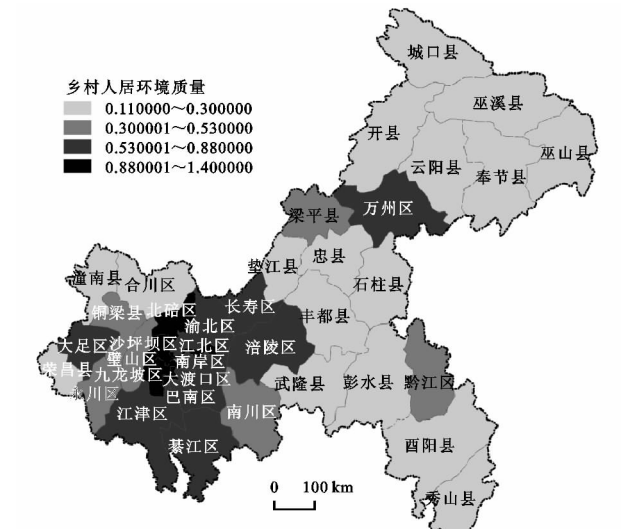 城口县
乡村人居环境质量
0.110000～0.300000
0.300001～0.530000
0.530001～0.880000
0.880001～1.400000
巫溪县
开县
云阳县
奉节县
巫山县
梁平县
万州区
忠县
垫江县
石柱县
潼南县
合川区
铜梁县
北碚区
长寿区
渝北区
丰都县
大足区
沙坪坝区
江北区
涪陵区
璧山区
南岸区
荣昌县
九龙坡区
大渡口区
武隆县
彭水县
黔江区
永川区
巴南区
江津区
南川区
綦江区
酉阳县
秀山县
0 100 km